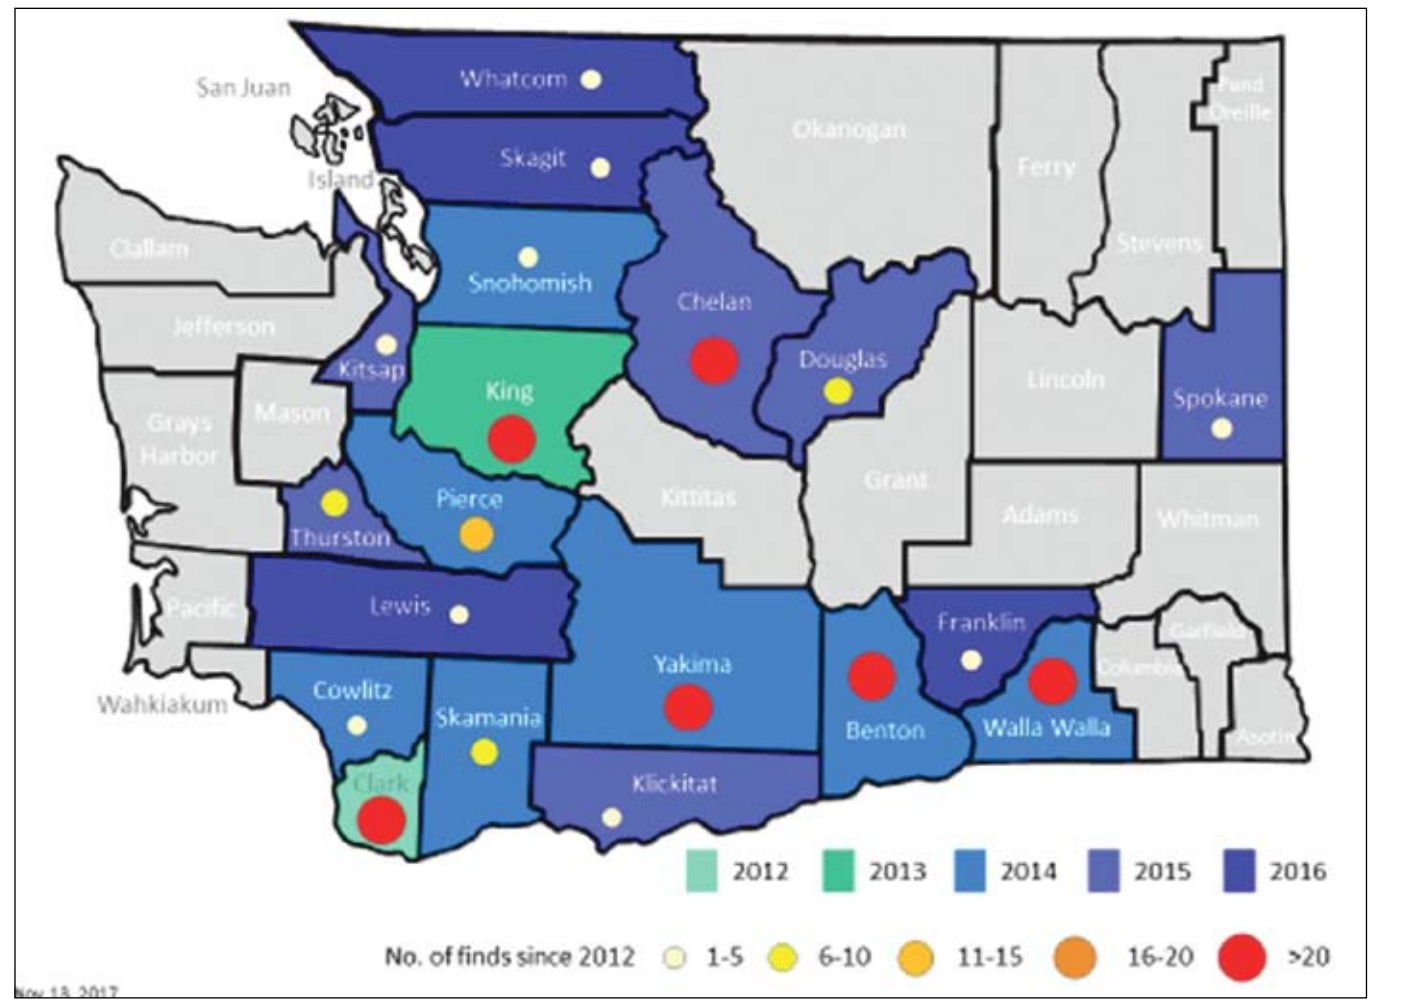 Whatcom
San Juan
Pend
Oreille
Okanogan
Skagit
Ferry
Island
Stevens
Clallam
Snohomish
Chelan
Jefferson
Kitsap
Douglas
Lincoln
King
Spokane
Mason
Grays
Harbor
Grant
Kittitas
Pierce
Adams
Whitman
Thurston
Lewis
Pacific
Franklin
Garfield
Yakima
Columbia
Cowlitz
Wahkiakum
Skamania
Benton
Walla Walla
Asotin
Clark
Klickitat
2012 2013 2014 2015 2016
No. of finds since 2012 1-5 6-10 11-15 16-20 >20
Nov. 13, 2017